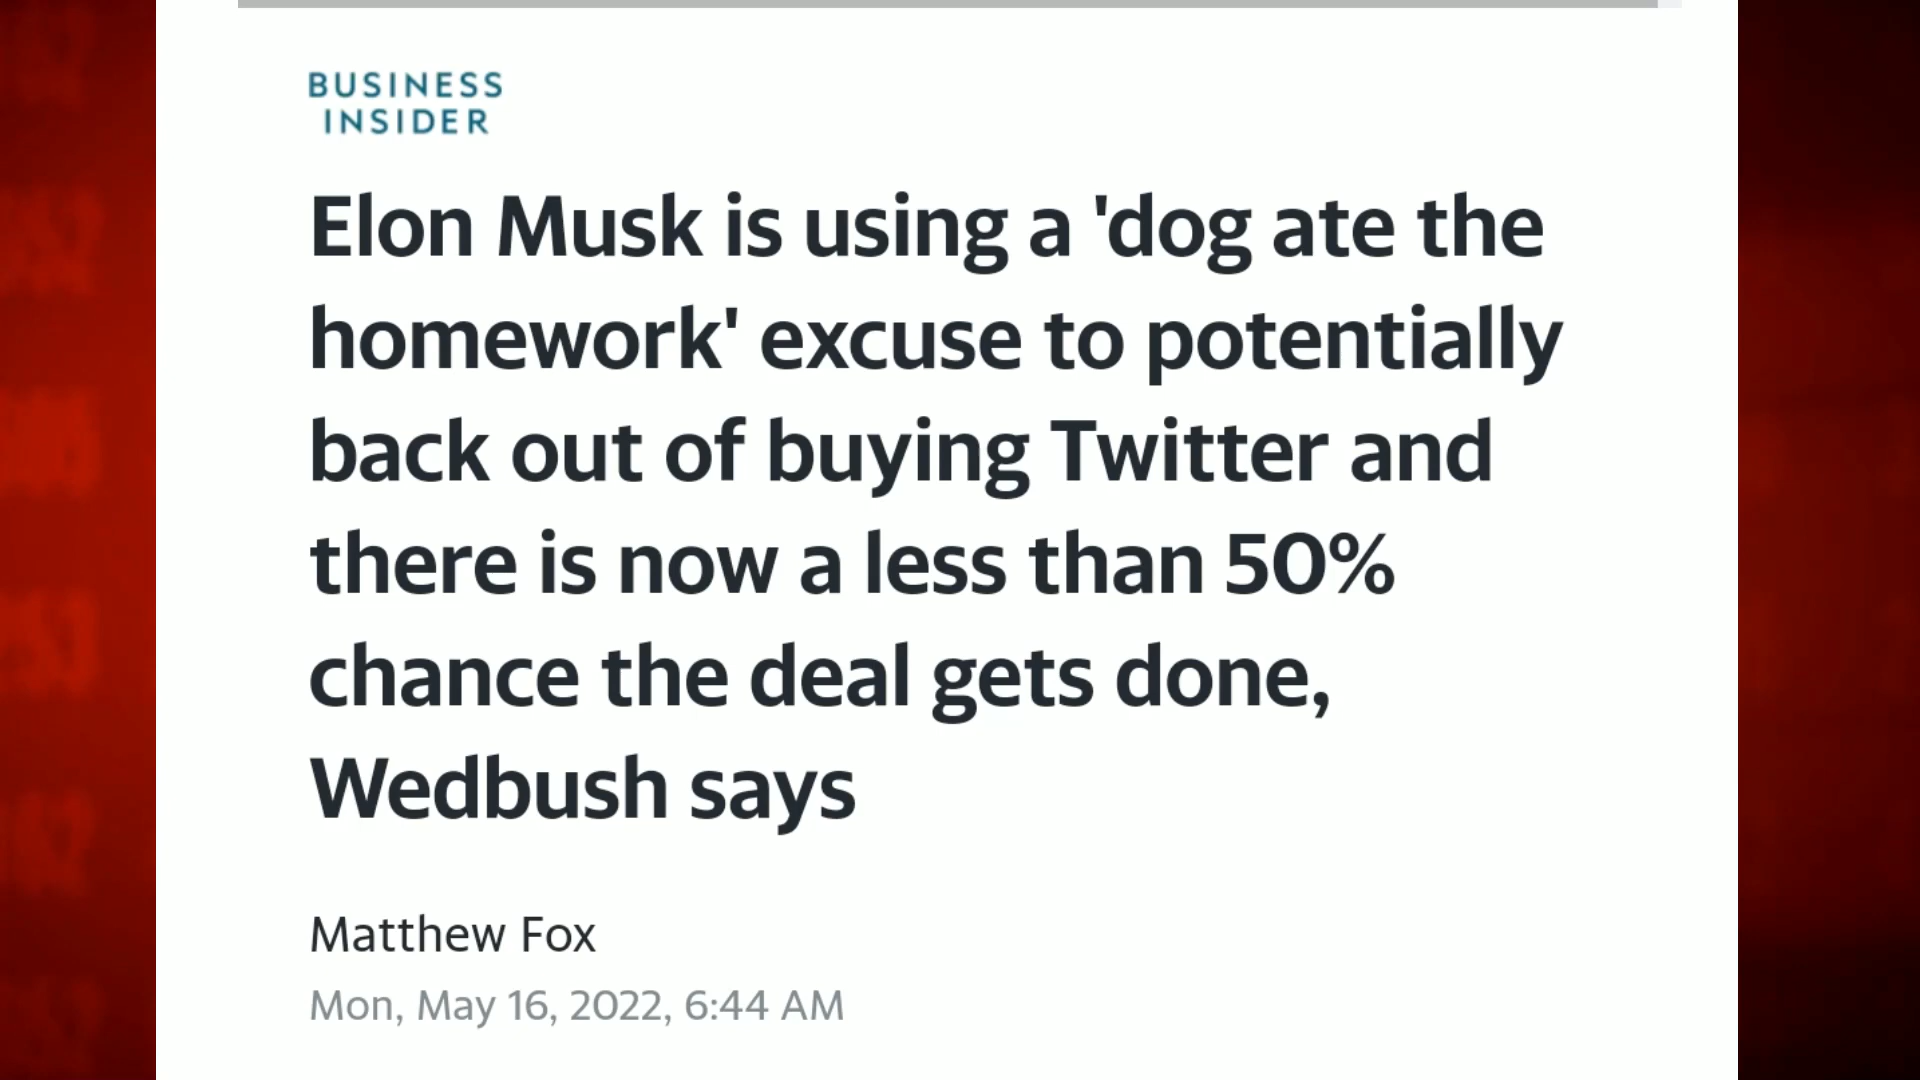 BUSINESS
INSIDER
Elon Musk is using a 'dog ate the
homework' excuse to potentially
back out of buying Twitter and
there is now a less than 50%
chance the deal gets done,
Wedbush says
Matthew Fox
Mon, May 16, 2022, 6:44 AM